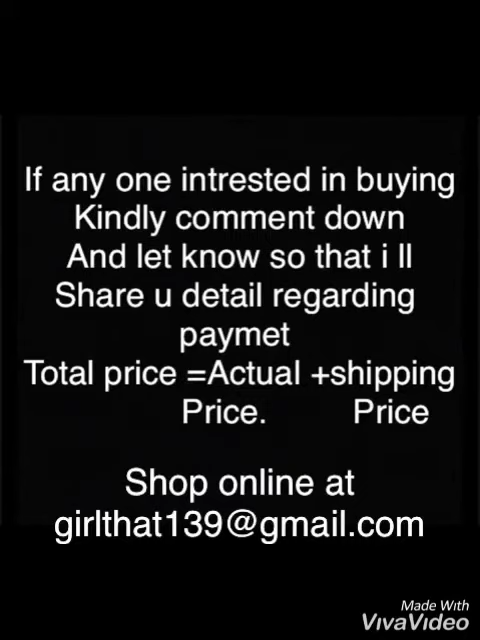 If any one intrested in buying
Kindly comment down
And let know so that i ll
Share u detail regarding
paymet
Total price =Actual +shipping
Price. Price
Shop online at
girlthat139@gmail.com
Made With
VivaVideo